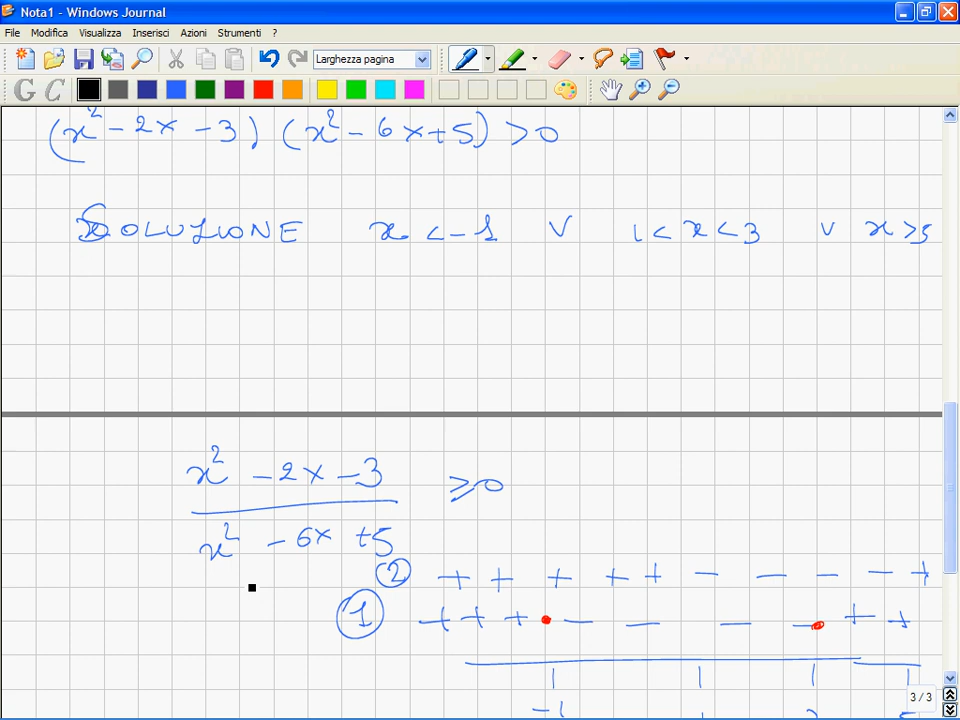 Nota1 - Windows Journal
File Modifica Visualizza Inserisci Azioni Strumenti ?
Larghezza pagina
G C
(x² - 2x - 3) (x² - 6x + 5) > 0
SOLUZIONE x < -1 ∨ 1 < x < 3 ∨ x > 5
x² - 2x - 3
≥ 0
x² - 6x + 5
② + + + + + - - - - +
① + + + - - - - + +
-1
3 / 3